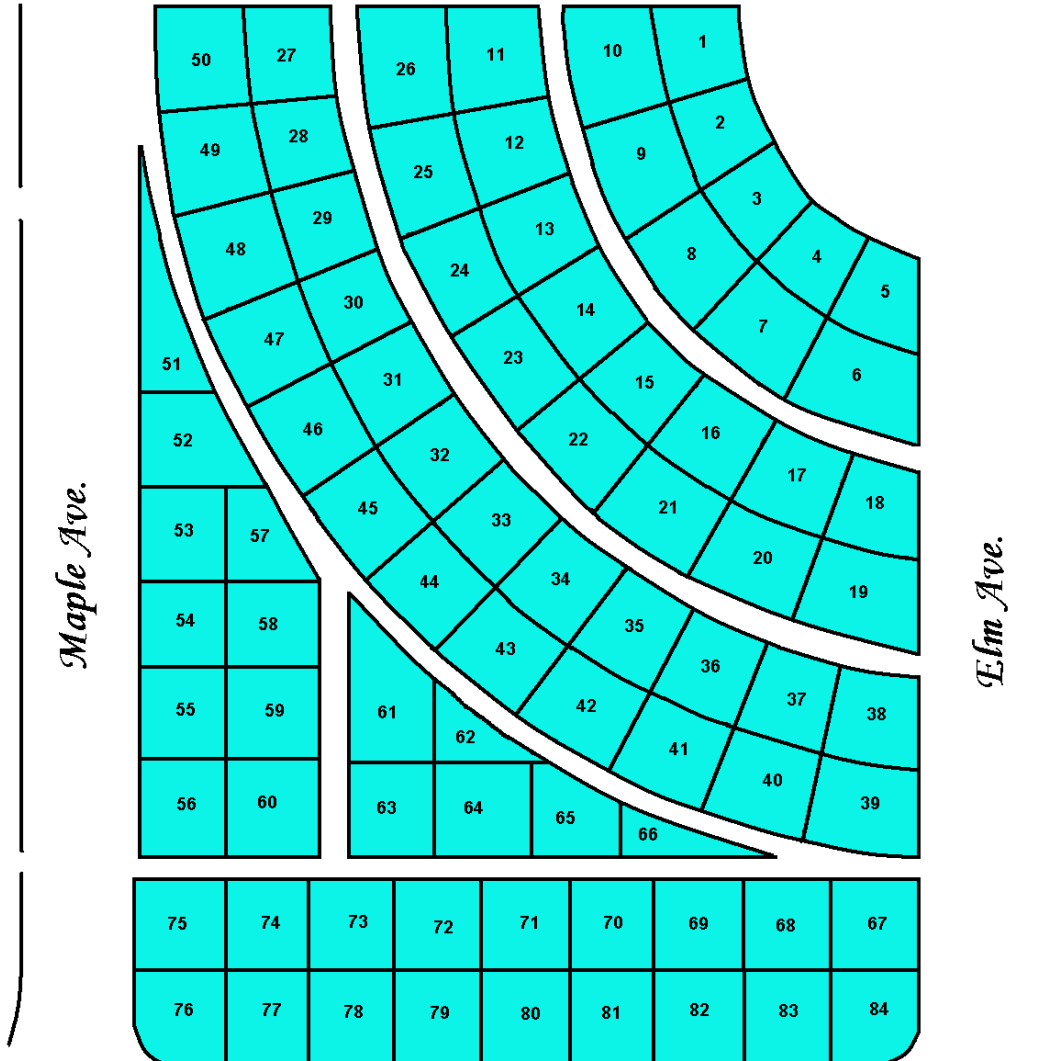 50 27 26 11 10 1
49 28 25 12 9 2
48 29 24 13 8 3
47 30 23 14 7 4 5
51 46 31 22 15 6
52 45 32 21 16
53 57 44 33 20 17 18
54 58 43 34 19
55 59 61 62 42 35
56 60 63 64 65 66 41 36
40 37 38
39
75 74 73 72 71 70 69 68 67
76 77 78 79 80 81 82 83 84
Maple Ave.
Elm Ave.